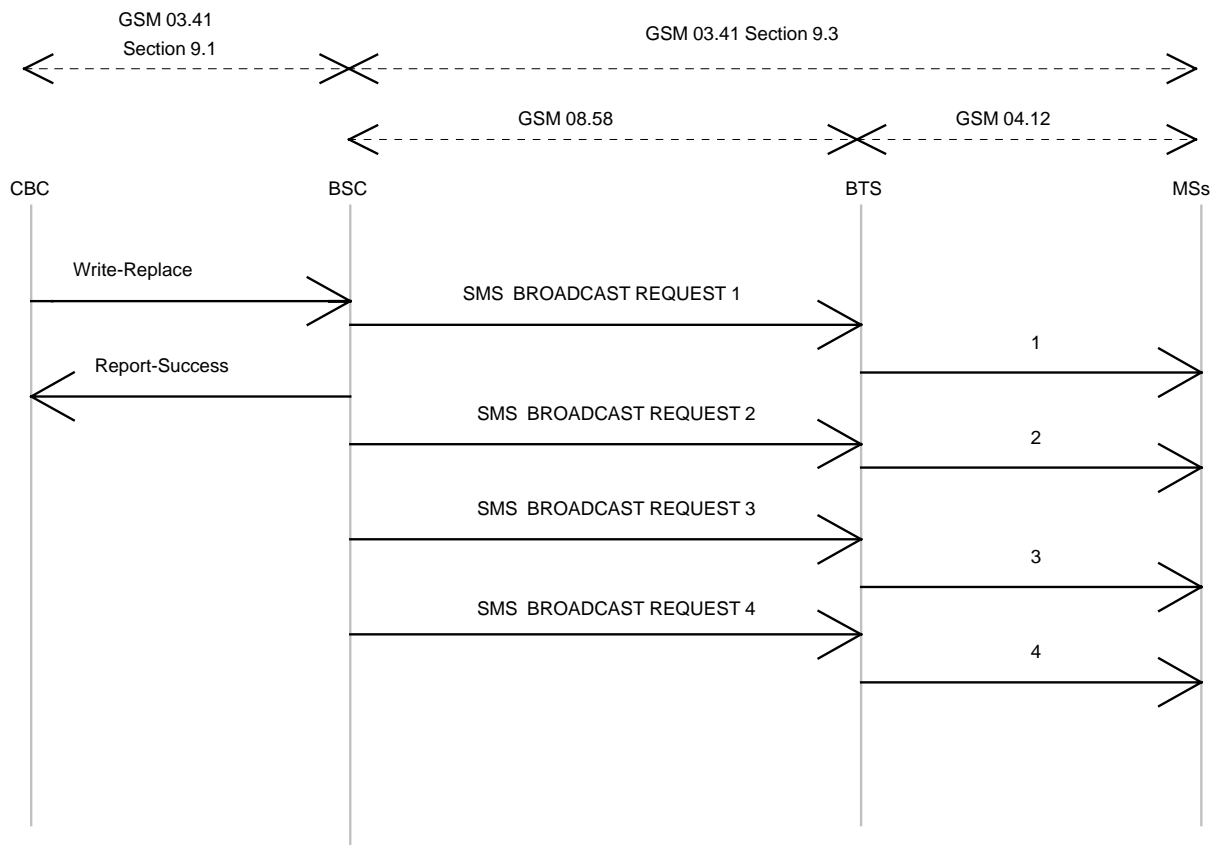 GSM 03.41
Section 9.1
GSM 03.41 Section 9.3
GSM 08.58
GSM 04.12
CBC
BSC
BTS
MSs
Write-Replace
SMS BROADCAST REQUEST 1
1
Report-Success
SMS BROADCAST REQUEST 2
2
SMS BROADCAST REQUEST 3
3
SMS BROADCAST REQUEST 4
4